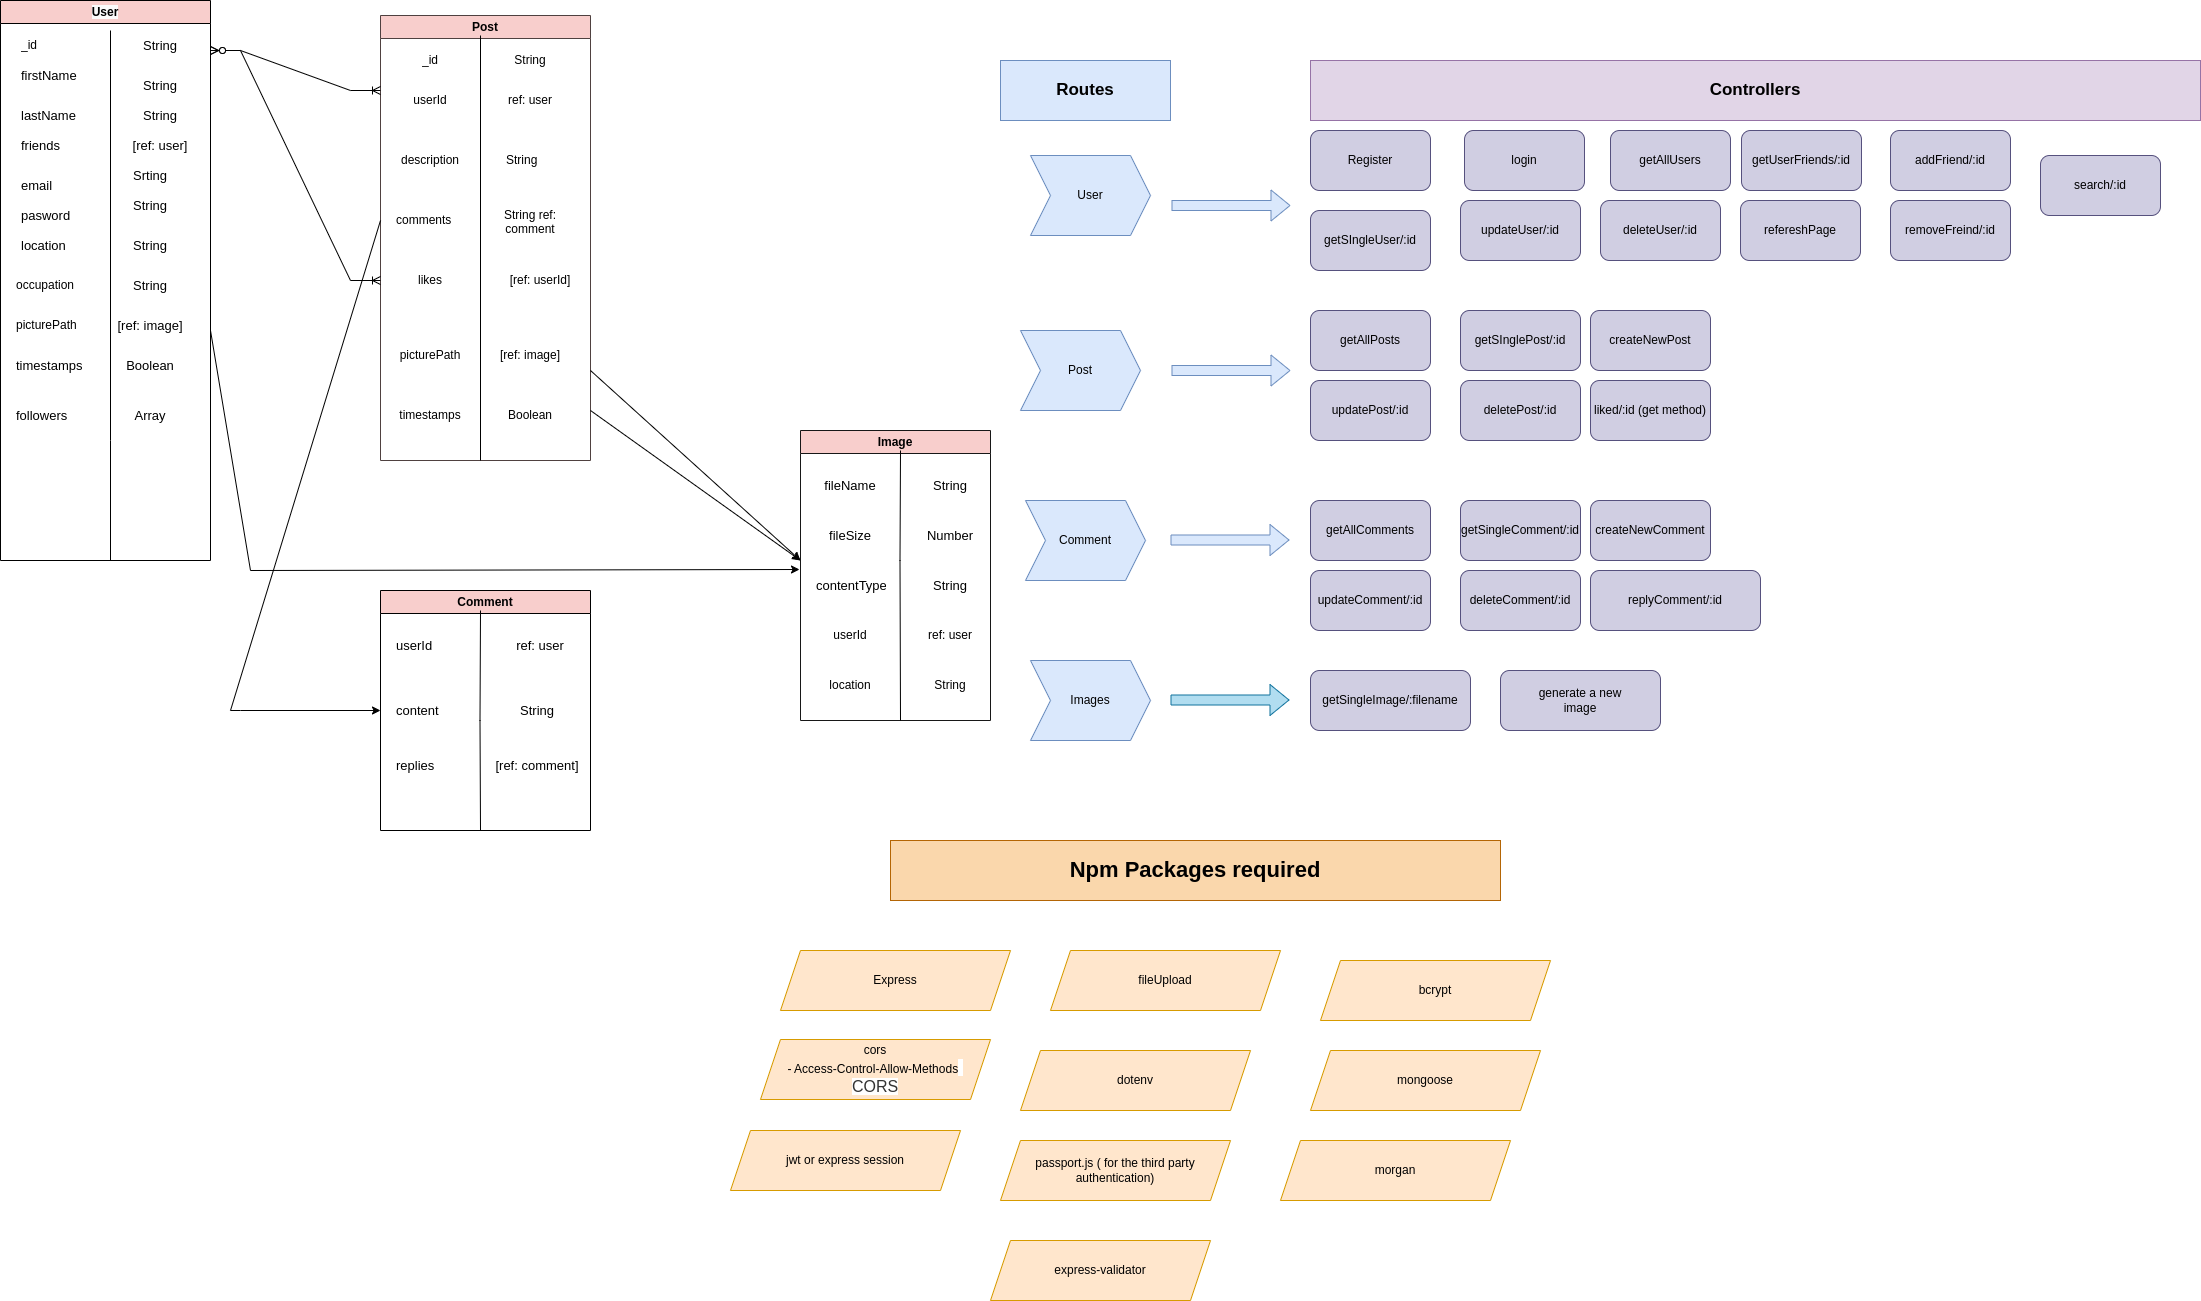 User
_id
String
firstName
String
lastName
String
friends
[ref: user]
Srting
email
String
pasword
location
String
occupation
String
picturePath
[ref: image]
timestamps
Boolean
followers
Array
Post
_id
String
userId
ref: user
description
String
comments
String ref:
comment
likes
[ref: userId]
picturePath
[ref: image]
timestamps
Boolean
Image
fileName
String
fileSize
Number
contentType
String
userId
ref: user
location
String
Comment
userId
ref: user
content
String
replies
[ref: comment]
Routes
Controllers
User
Register
login
getAllUsers
getUserFriends/:id
addFriend/:id
search/:id
getSIngleUser/:id
updateUser/:id
deleteUser/:id
refereshPage
removeFreind/:id
Post
getAllPosts
getSInglePost/:id
createNewPost
updatePost/:id
deletePost/:id
liked/:id (get method)
Comment
getAllComments
getSingleComment/:id
createNewComment
updateComment/:id
deleteComment/:id
replyComment/:id
Images
getSingleImage/:filename
generate a new
image
Npm Packages required
Express
fileUpload
bcrypt
cors
- Access-Control-Allow-Methods
CORS
dotenv
mongoose
jwt or express session
passport.js ( for the third party
authentication)
morgan
express-validator